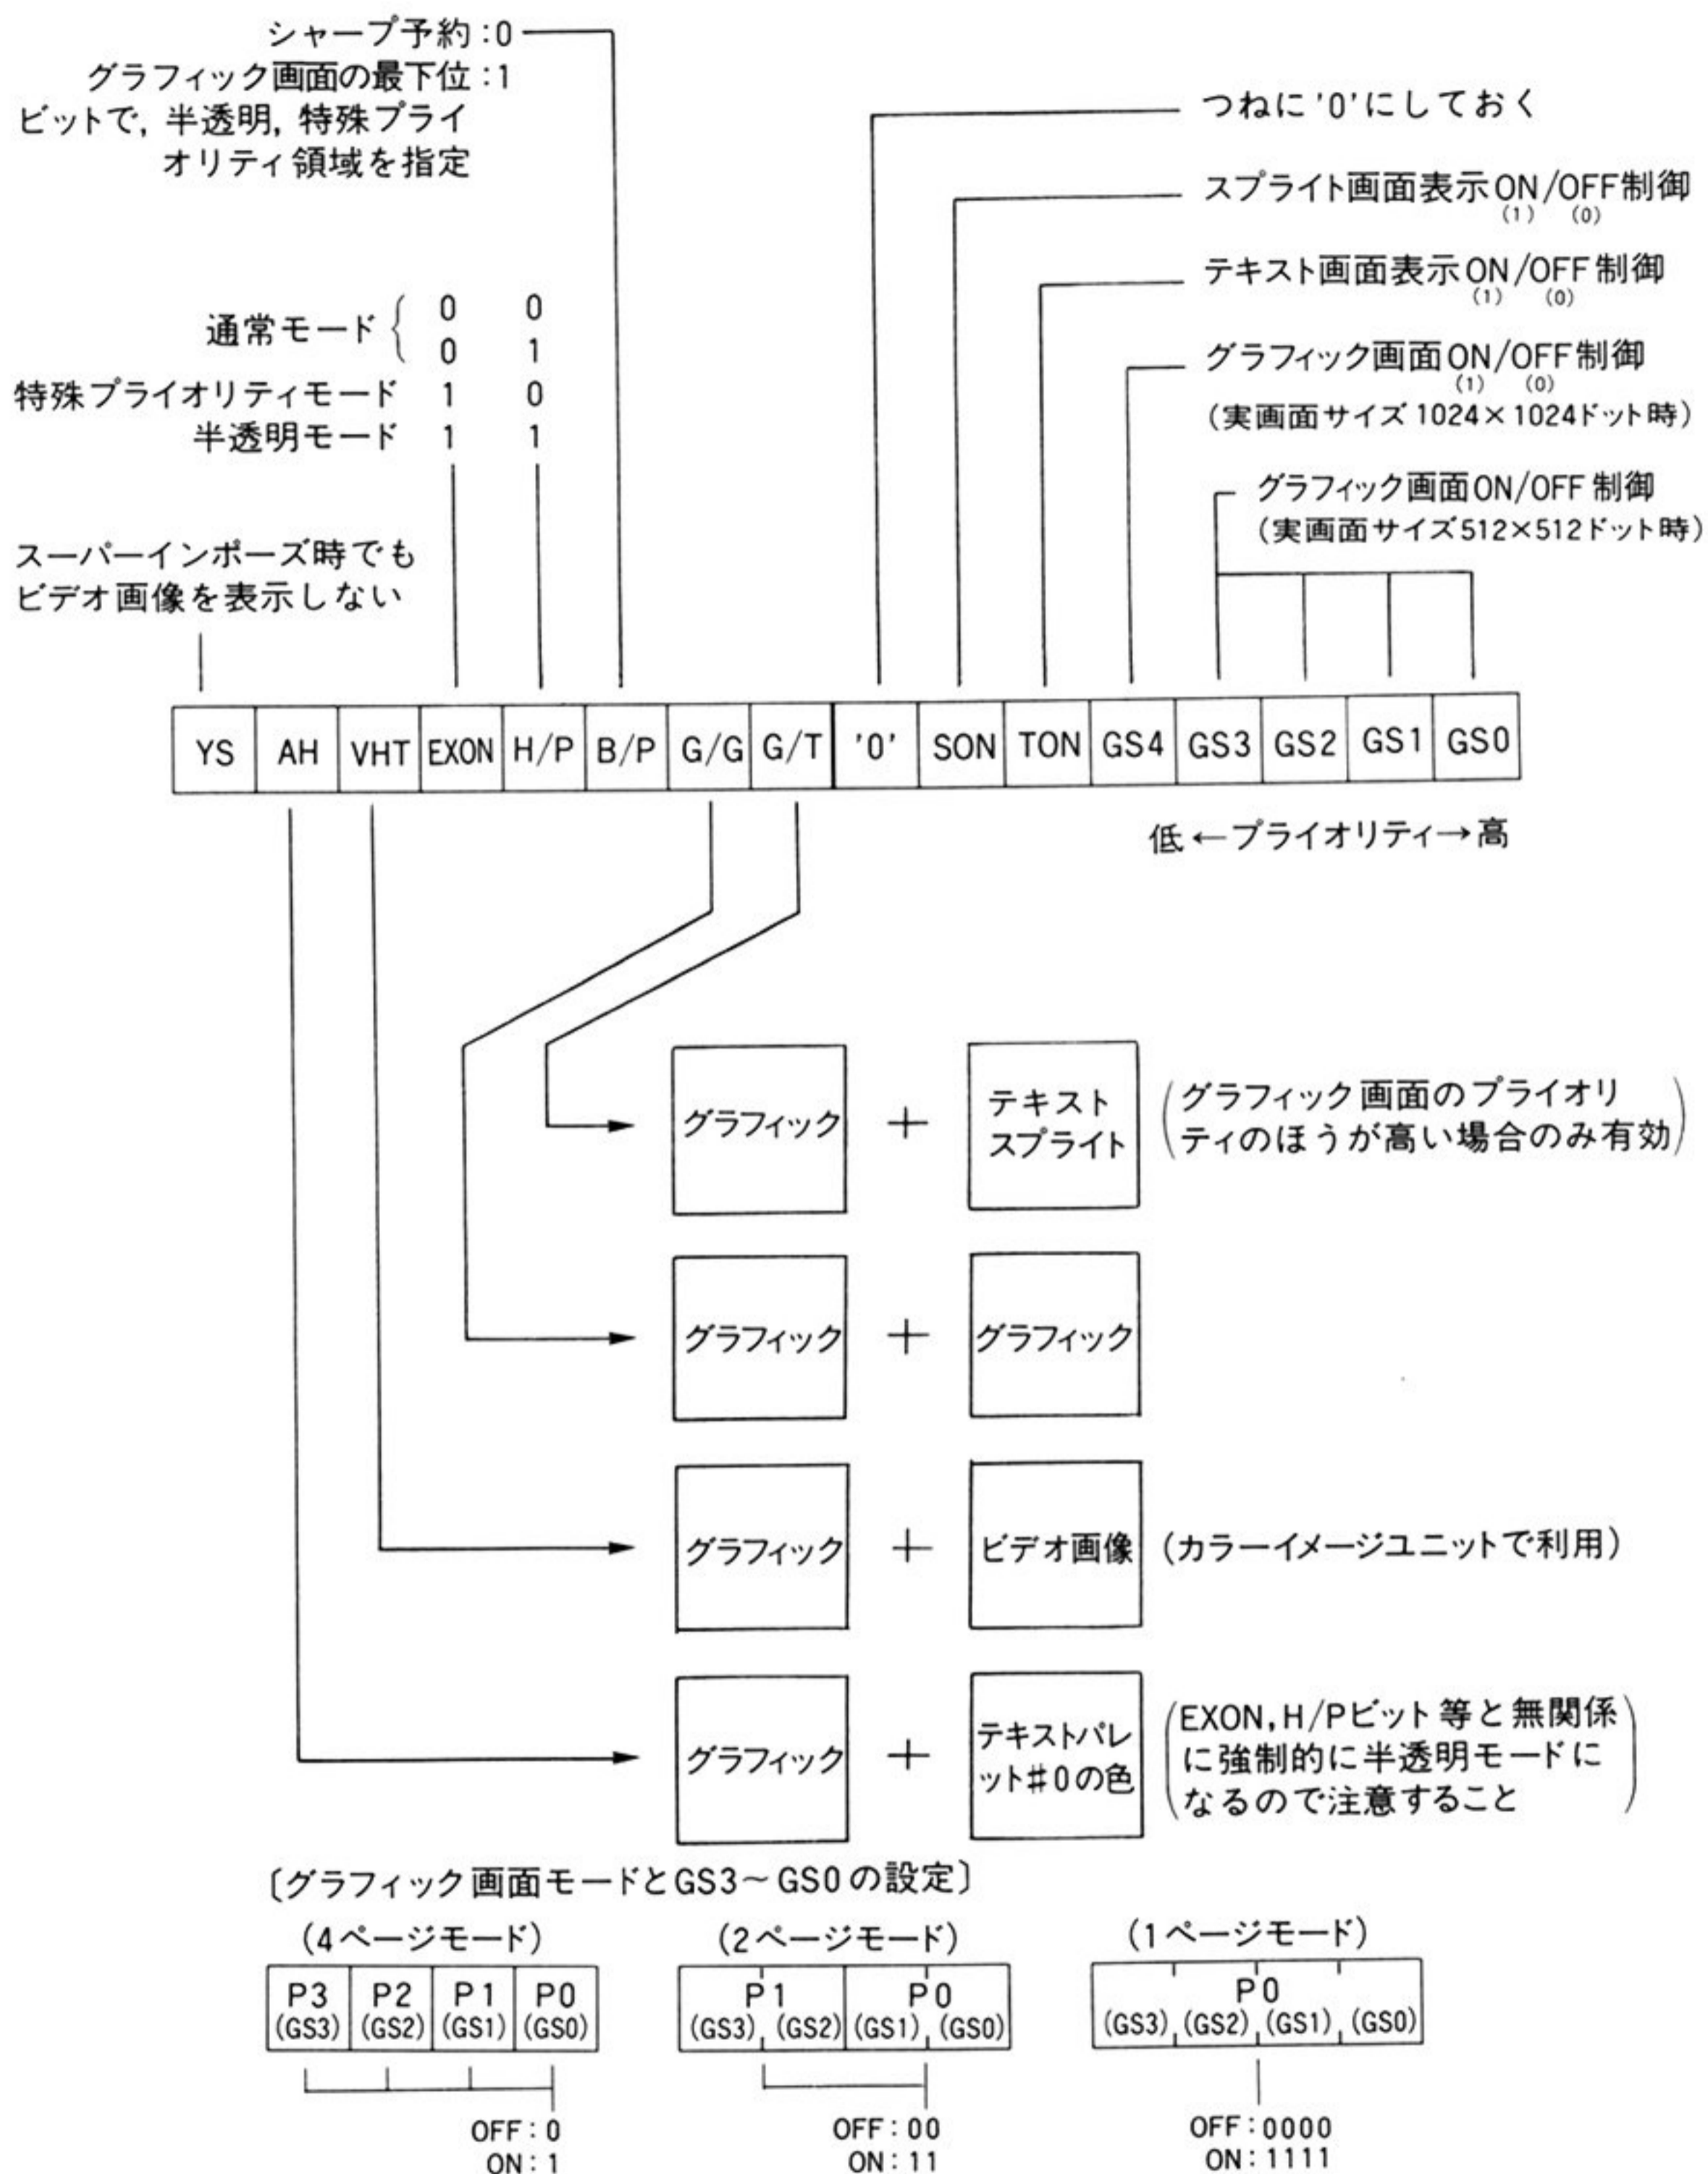 シャープ予約:0
グラフィック画面の最下位:1
ビットで,半透明,特殊プライ
オリティ領域を指定
通常モード
0 0
0 1
特殊プライオリティモード 1 0
半透明モード 1 1
スーパーインポーズ時でも
ビデオ画像を表示しない
つねに'0'にしておく
スプライト画面表示ON/OFF制御
(1) (0)
テキスト画面表示ON/OFF制御
(1) (0)
グラフィック画面ON/OFF制御
(1) (0)
(実画面サイズ1024×1024ドット時)
グラフィック画面ON/OFF制御
(実画面サイズ512×512ドット時)
YS AH VHT EXON H/P B/P G/G G/T '0' SON TON GS4 GS3 GS2 GS1 GS0
低←プライオリティ→高
グラフィック + テキスト
スプライト
(グラフィック画面のプライオリ
ティのほうが高い場合のみ有効)
グラフィック + グラフィック
グラフィック + ビデオ画像 (カラーイメージユニットで利用)
グラフィック + テキストパレ
ット#0の色
(EXON,H/Pビット等と無関係
に強制的に半透明モードに
なるので注意すること)
〔グラフィック画面モードとGS3~GS0の設定〕
(4ページモード)
P3 P2 P1 P0
(GS3) (GS2) (GS1) (GS0)
OFF:0
ON:1
(2ページモード)
P1 P0
(GS3) (GS2) (GS1) (GS0)
OFF:00
ON:11
(1ページモード)
P0
(GS3) (GS2) (GS1) (GS0)
OFF:0000
ON:1111